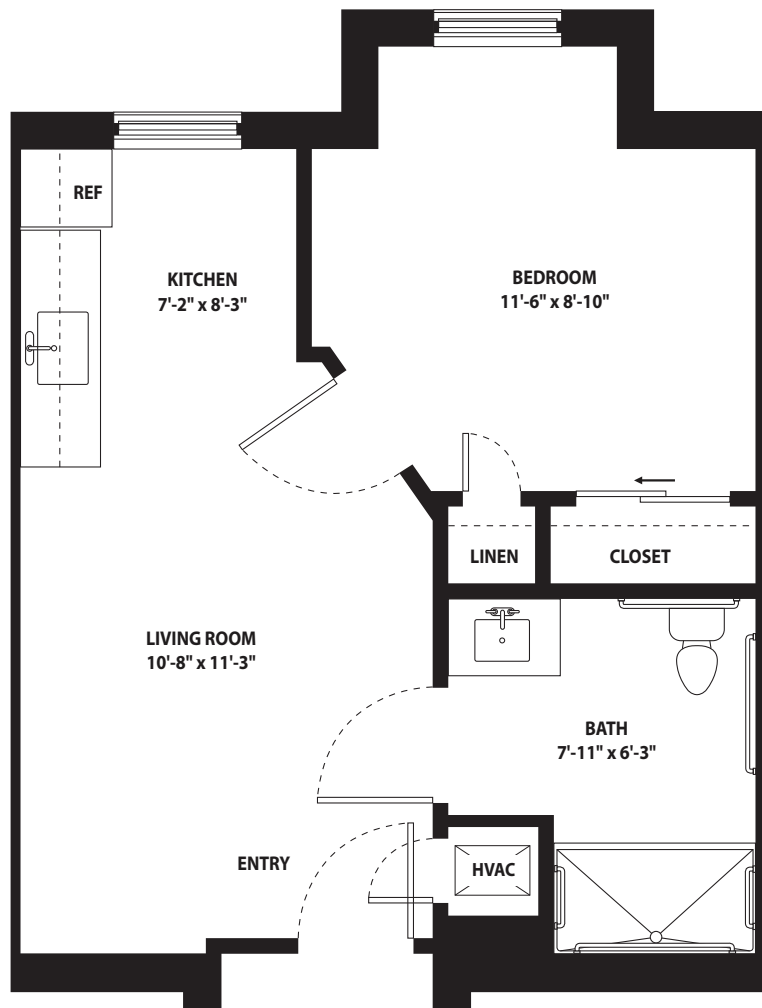 REF
KITCHEN
7'-2" x 8'-3"
BEDROOM
11'-6" x 8'-10"
LINEN
CLOSET
LIVING ROOM
10'-8" x 11'-3"
BATH
7'-11" x 6'-3"
ENTRY
HVAC